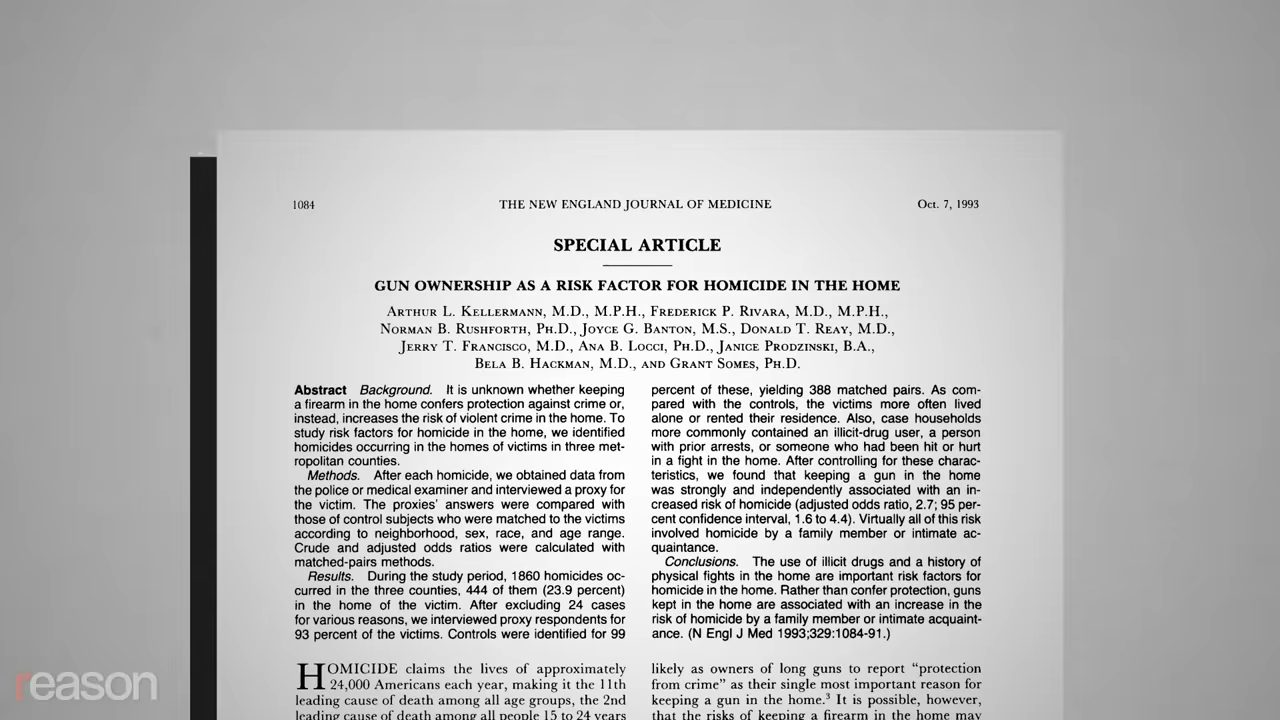 1084
THE NEW ENGLAND JOURNAL OF MEDICINE
Oct. 7, 1993
SPECIAL ARTICLE
GUN OWNERSHIP AS A RISK FACTOR FOR HOMICIDE IN THE HOME
Arthur L. Kellermann, M.D., M.P.H., Frederick P. Rivara, M.D., M.P.H.,
Norman B. Rushforth, Ph.D., Joyce G. Banton, M.S., Donald T. Reay, M.D.,
Jerry T. Francisco, M.D., Ana B. Locci, Ph.D., Janice Prodzinski, B.A.,
Bela B. Hackman, M.D., and Grant Somes, Ph.D.
Abstract Background. It is unknown whether keeping
a firearm in the home confers protection against crime or,
instead, increases the risk of violent crime in the home. To
study risk factors for homicide in the home, we identified
homicides occurring in the homes of victims in three met-
ropolitan counties.
Methods. After each homicide, we obtained data from
the police or medical examiner and interviewed a proxy for
the victim. The proxies' answers were compared with
those of control subjects who were matched to the victims
according to neighborhood, sex, race, and age range.
Crude and adjusted odds ratios were calculated with
matched-pairs methods.
Results. During the study period, 1860 homicides oc-
curred in the three counties, 444 of them (23.9 percent)
in the home of the victim. After excluding 24 cases
for various reasons, we interviewed proxy respondents for
93 percent of the victims. Controls were identified for 99
percent of these, yielding 388 matched pairs. As com-
pared with the controls, the victims more often lived
alone or rented their residence. Also, case households
more commonly contained an illicit-drug user, a person
with prior arrests, or someone who had been hit or hurt
in a fight in the home. After controlling for these charac-
teristics, we found that keeping a gun in the home
was strongly and independently associated with an in-
creased risk of homicide (adjusted odds ratio, 2.7; 95 per-
cent confidence interval, 1.6 to 4.4). Virtually all of this risk
involved homicide by a family member or intimate ac-
quaintance.
Conclusions. The use of illicit drugs and a history of
physical fights in the home are important risk factors for
homicide in the home. Rather than confer protection, guns
kept in the home are associated with an increase in the
risk of homicide by a family member or intimate acquaint-
ance. (N Engl J Med 1993;329:1084-91.)
HOMICIDE claims the lives of approximately
24,000 Americans each year, making it the 11th
leading cause of death among all age groups, the 2nd
leading cause of death among all people 15 to 24 years
likely as owners of long guns to report "protection
from crime" as their single most important reason for
keeping a gun in the home.3 It is possible, however,
that the risks of keeping a firearm in the home may
reason